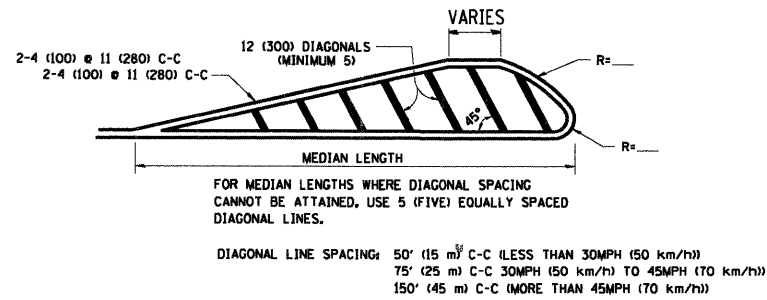 VARIES
12 (300) DIAGONALS
(MINIMUM 5)
2-4 (100) @ 11 (280) C-C
2-4 (100) @ 11 (280) C-C
R=___
45°
R=___
MEDIAN LENGTH
FOR MEDIAN LENGTHS WHERE DIAGONAL SPACING
CANNOT BE ATTAINED, USE 5 (FIVE) EQUALLY SPACED
DIAGONAL LINES.
DIAGONAL LINE SPACING: 50' (15 m) C-C (LESS THAN 30MPH (50 km/h))
75' (25 m) C-C 30MPH (50 km/h) TO 45MPH (70 km/h))
150' (45 m) C-C (MORE THAN 45MPH (70 km/h))